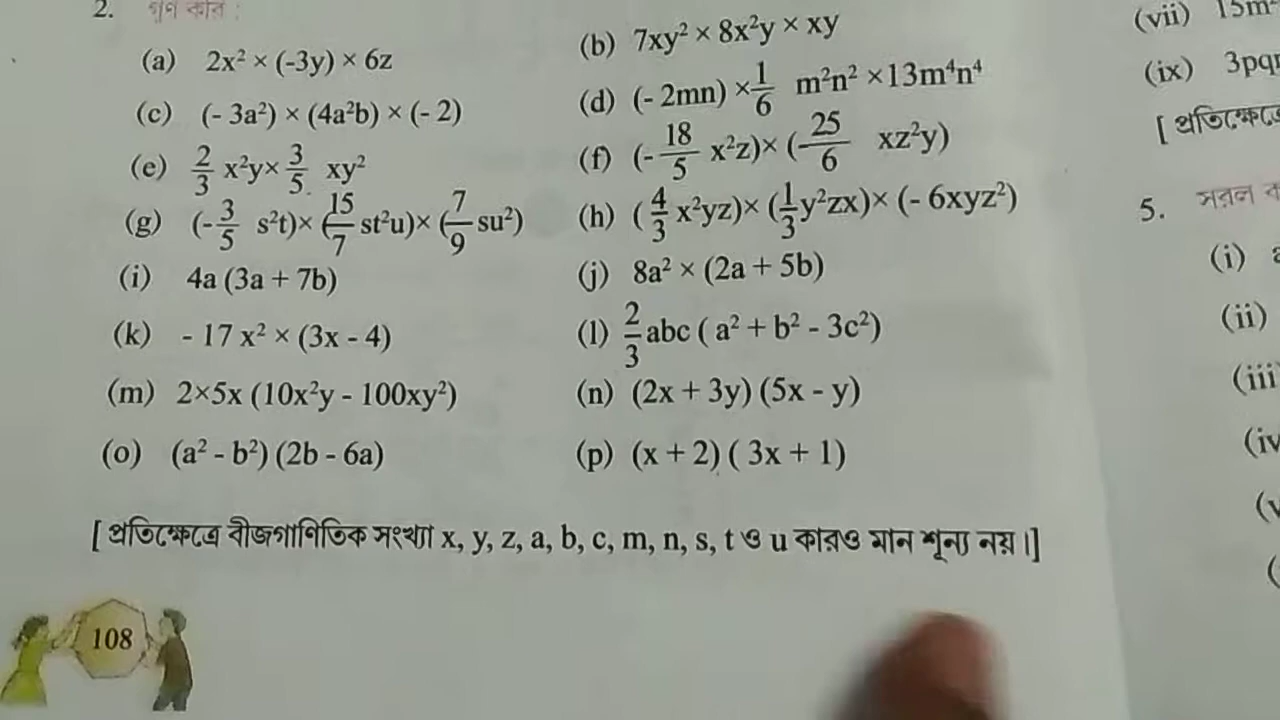 2. গুণ করি :
(a) 2x² × (-3y) × 6z (b) 7xy² × 8x²y × xy
(c) (- 3a²) × (4a²b) × (- 2) (d) (- 2mn) × 1/6 m²n² ×13m⁴n⁴
(e) 2/3 x²y× 3/5 xy² (f) (- 18/5 x²z)× (- 25/6 xz²y)
(g) (- 3/5 s²t)× (15/7 st²u)× (7/9 su²) (h) (4/3 x²yz)× (1/3 y²zx)× (- 6xyz²)
(i) 4a (3a + 7b) (j) 8a² × (2a + 5b)
(k) - 17 x² × (3x - 4) (l) 2/3 abc ( a² + b² - 3c²)
(m) 2×5x (10x²y - 100xy²) (n) (2x + 3y) (5x - y)
(o) (a² - b²) (2b - 6a) (p) (x + 2) ( 3x + 1)
[ প্রতিক্ষেত্রে বীজগাণিতিক সংখ্যা x, y, z, a, b, c, m, n, s, t ও u কারও মান শূন্য নয় ।]
108
(vii) 15m
(ix) 3pq
[ প্রতিক্ষেত্রে
5. সরল
(i)
(ii)
(iii
(iv